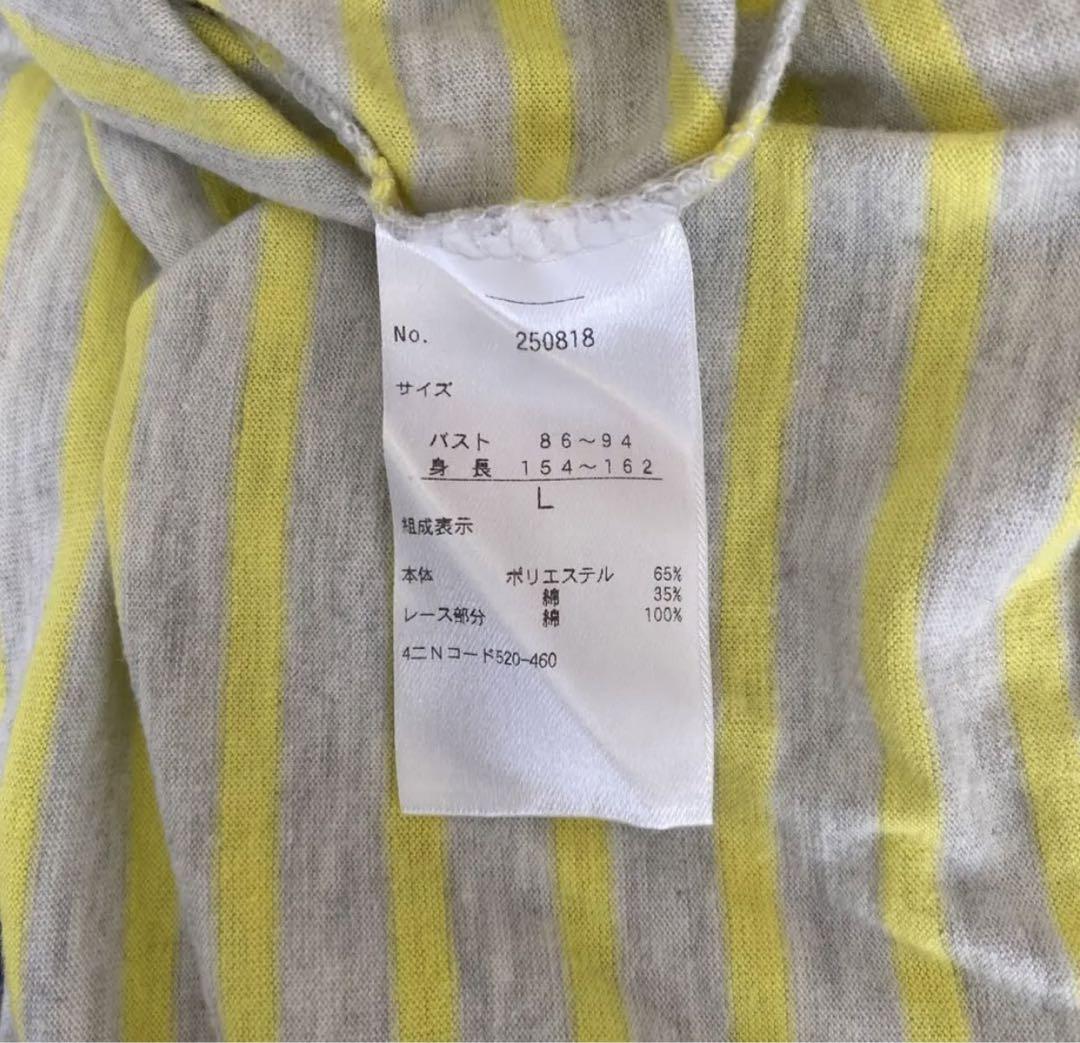 No. 250818
サイズ
バスト 86～94
身長 154～162
L
組成表示
本体 ポリエステル 65%
綿 35%
レース部分 綿 100%
4ニNコード520-460